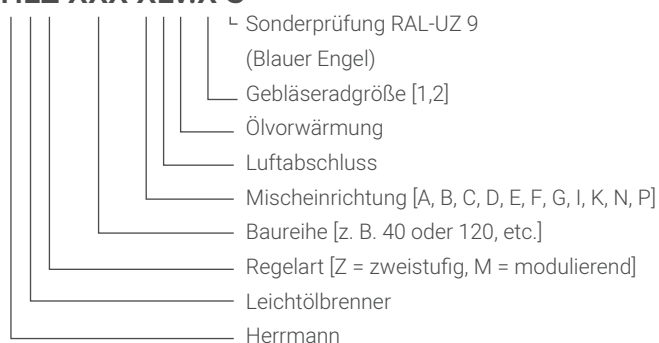 Sonderprüfung RAL-UZ 9
(Blauer Engel)
Gebläseradgröße [1,2]
Ölvorwärmung
Luftabschluss
Mischeinrichtung [A, B, C, D, E, F, G, I, K, N, P]
Baureihe [z. B. 40 oder 120, etc.]
Regelart [Z = zweistufig, M = modulierend]
Leichtölbrenner
Herrmann